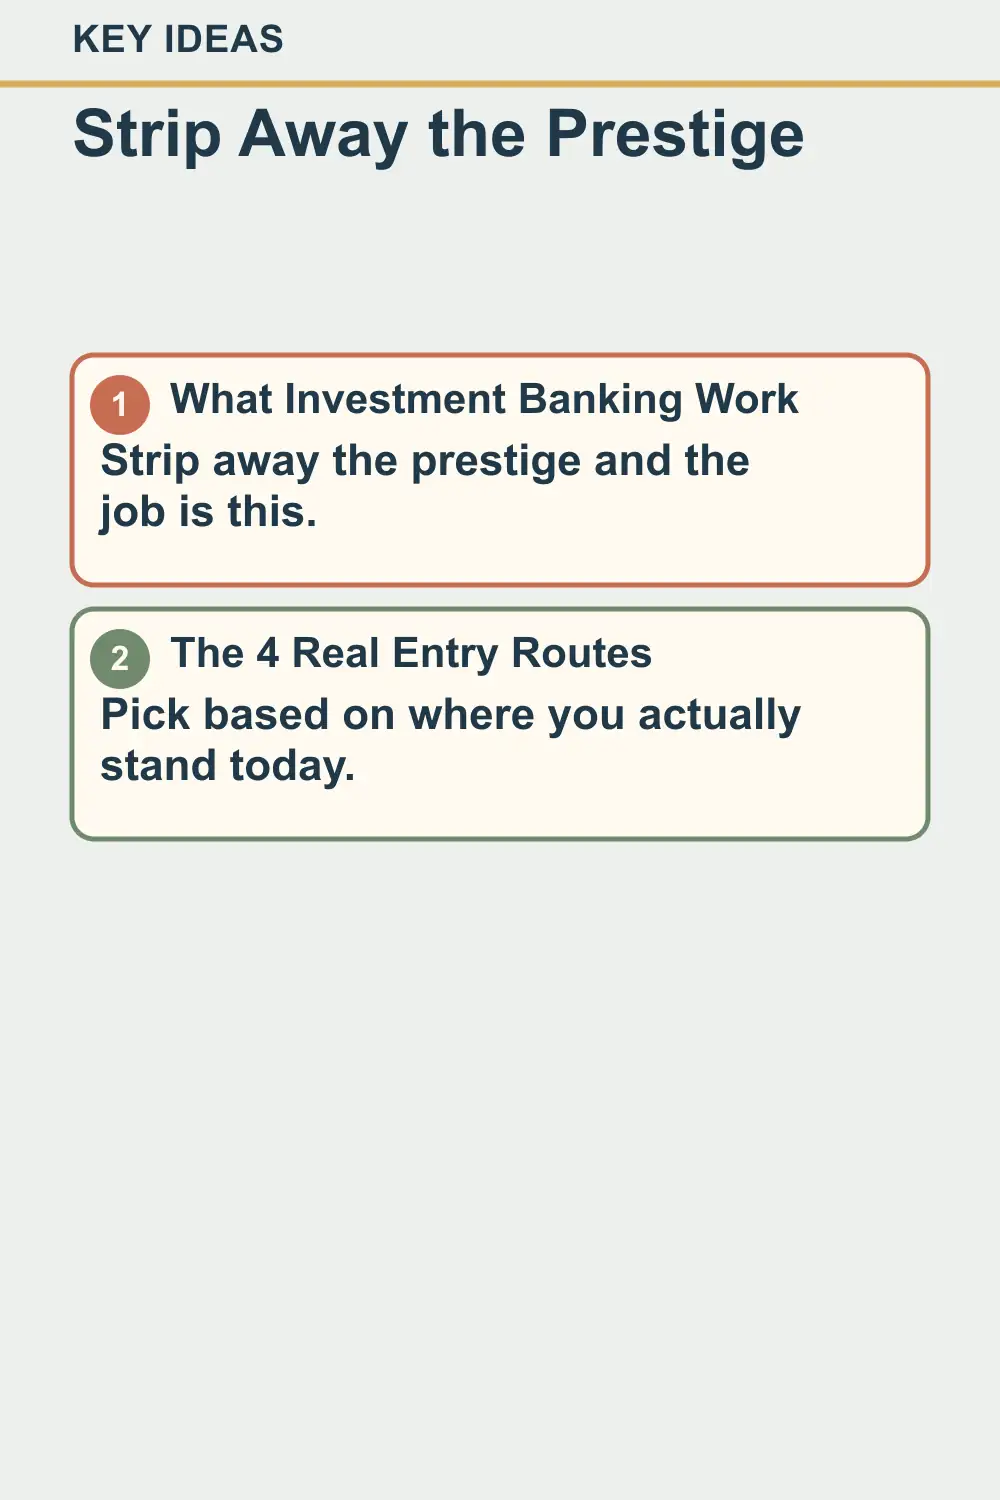 KEY IDEAS
Strip Away the Prestige
1 What Investment Banking Work
Strip away the prestige and the
job is this.
2 The 4 Real Entry Routes
Pick based on where you actually
stand today.